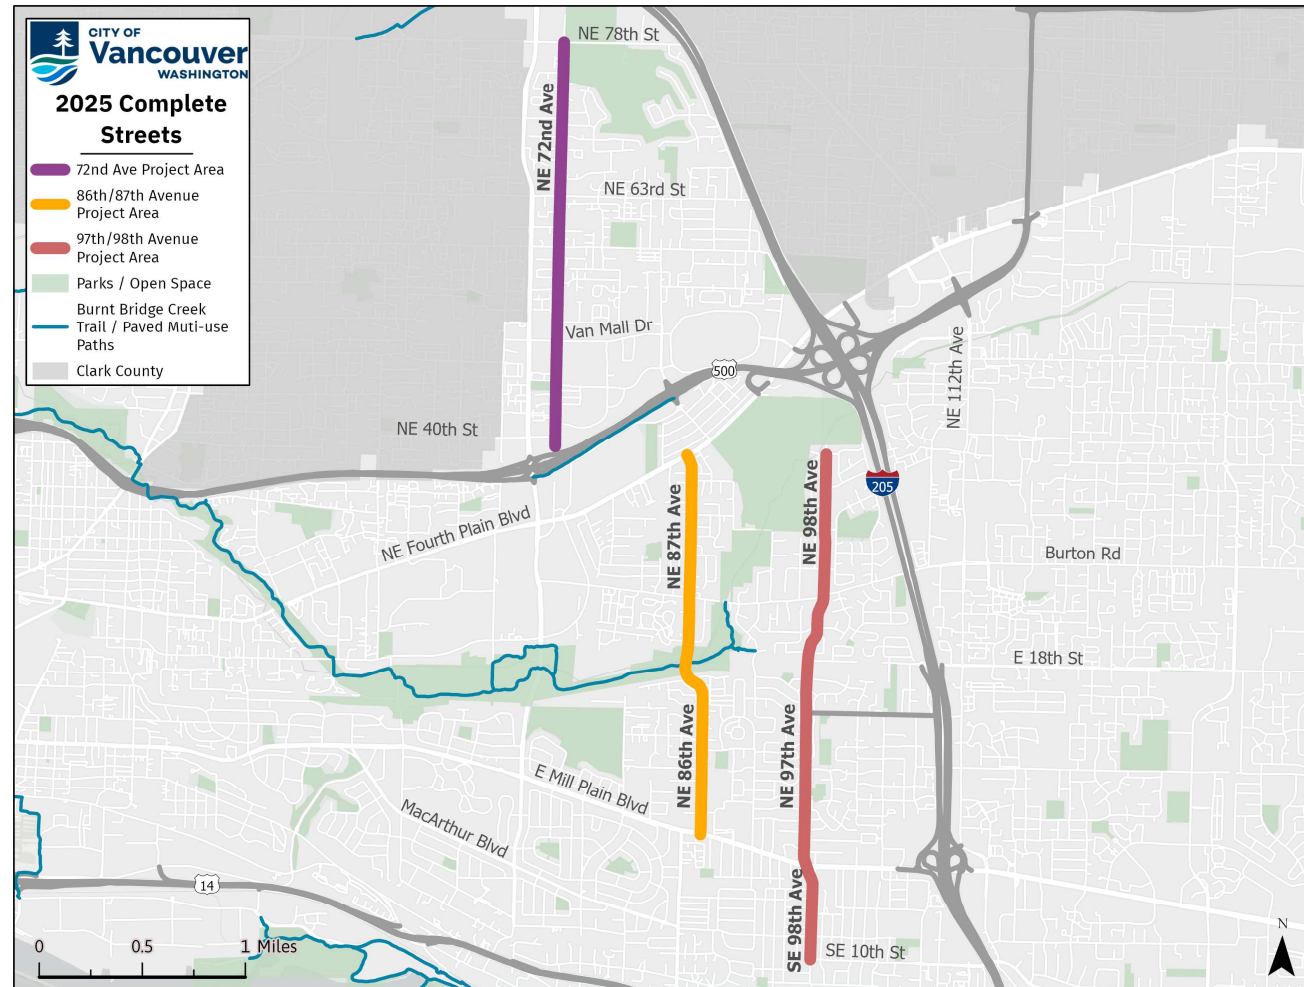 CITY OF
Vancouver
WASHINGTON
2025 Complete
Streets
72nd Ave Project Area
86th/87th Avenue
Project Area
97th/98th Avenue
Project Area
Parks / Open Space
Burnt Bridge Creek
Trail / Paved Muti-use
Paths
Clark County
NE 78th St
NE 72nd Ave
NE 63rd St
Van Mall Dr
500
NE 112th Ave
NE 40th St
205
NE Fourth Plain Blvd
NE 87th Ave
NE 98th Ave
Burton Rd
E 18th St
NE 86th Ave
NE 97th Ave
E Mill Plain Blvd
MacArthur Blvd
14
SE 98th Ave
SE 10th St
N
0 0.5 1 Miles